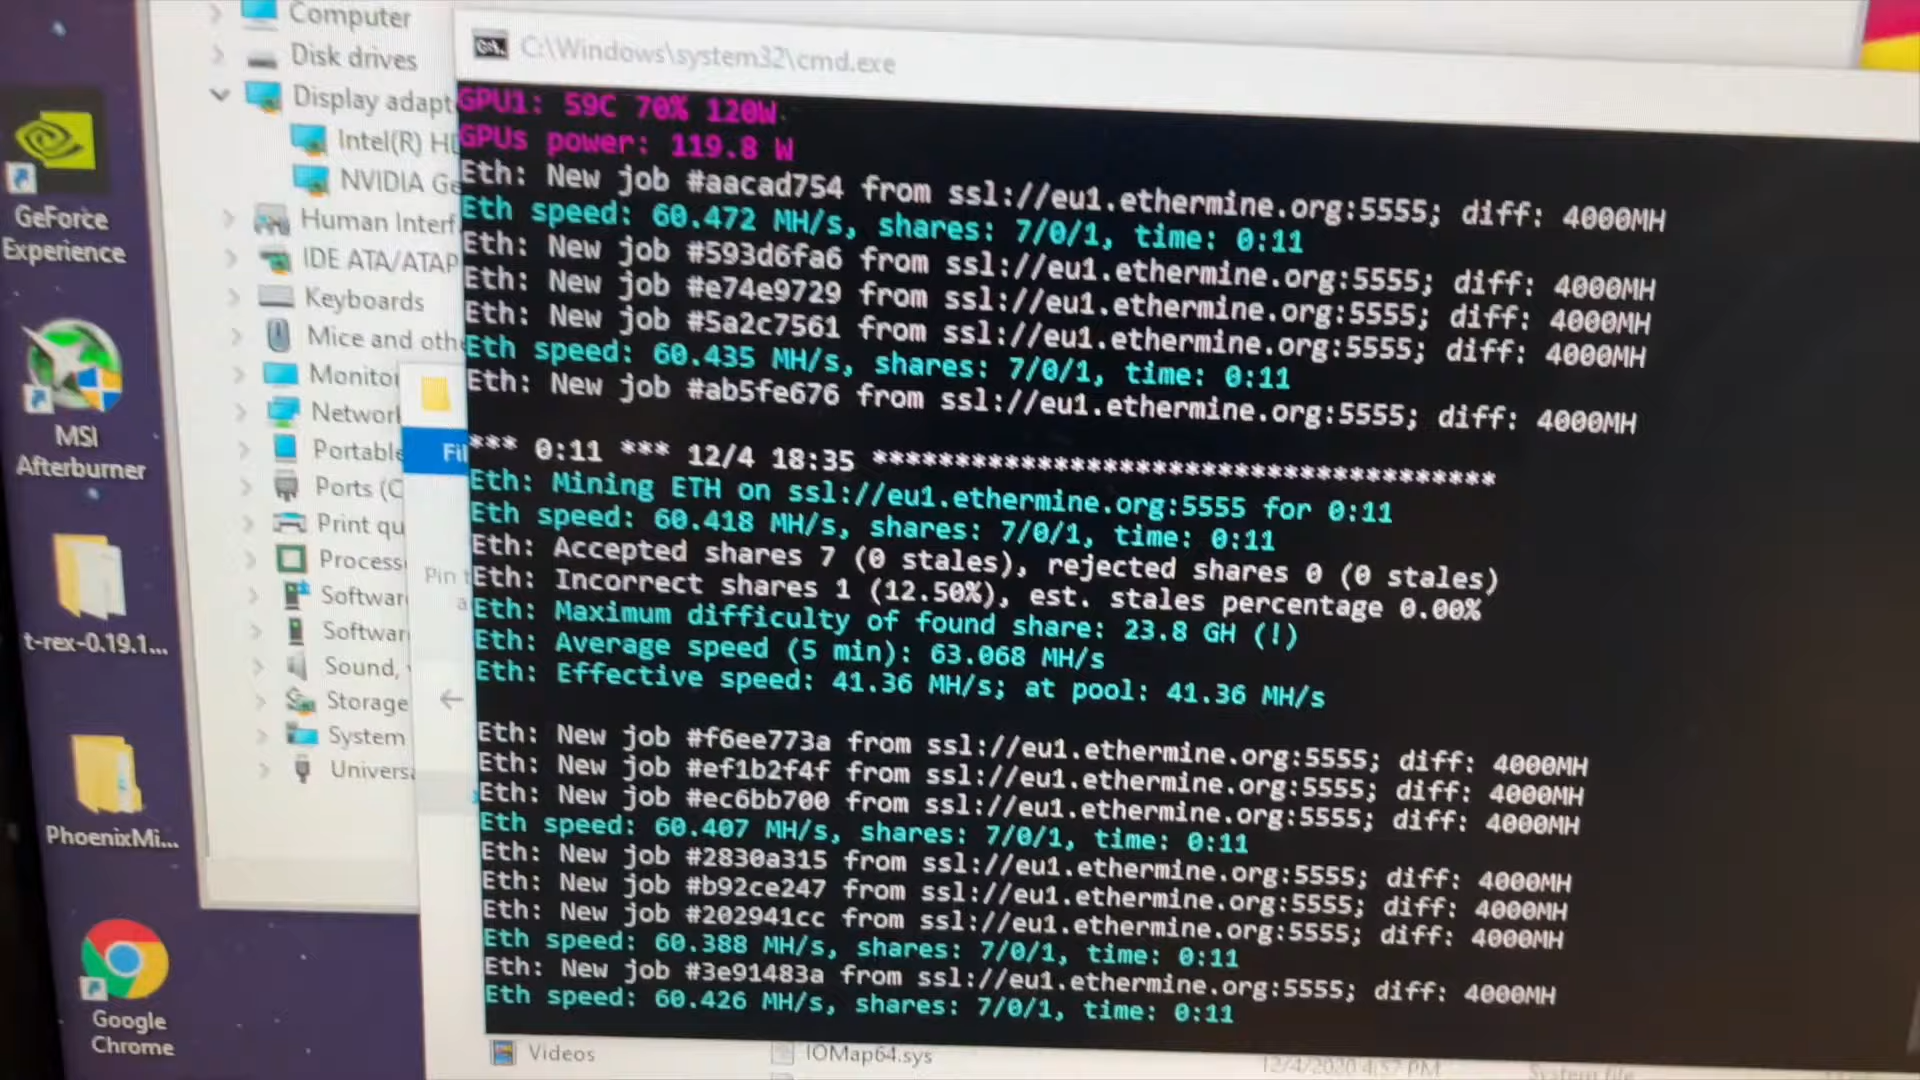 Computer
Disk drives
Display adapt
Intel(R) HD
NVIDIA Ge
Human Interf
IDE ATA/ATAP
Keyboards
Mice and oth
Monitor
Network
Portable
Ports (C
Print qu
Process
Softwar
Softwar
Sound,
Storage
System
Univers
GeForce
Experience
MSI
Afterburner
t-rex-0.19.1...
PhoenixMi...
Google
Chrome
Fil
Pin t
a
C:\Windows\system32\cmd.exe
GPU1: 59C 70% 120W
GPUs power: 119.8 W
Eth: New job #aacad754 from ssl://eu1.ethermine.org:5555; diff: 4000MH
Eth speed: 60.472 MH/s, shares: 7/0/1, time: 0:11
Eth: New job #593d6fa6 from ssl://eu1.ethermine.org:5555; diff: 4000MH
Eth: New job #e74e9729 from ssl://eu1.ethermine.org:5555; diff: 4000MH
Eth: New job #5a2c7561 from ssl://eu1.ethermine.org:5555; diff: 4000MH
Eth speed: 60.435 MH/s, shares: 7/0/1, time: 0:11
Eth: New job #ab5fe676 from ssl://eu1.ethermine.org:5555; diff: 4000MH
*** 0:11 *** 12/4 18:35 **************************************
Eth: Mining ETH on ssl://eu1.ethermine.org:5555 for 0:11
Eth speed: 60.418 MH/s, shares: 7/0/1, time: 0:11
Eth: Accepted shares 7 (0 stales), rejected shares 0 (0 stales)
Eth: Incorrect shares 1 (12.50%), est. stales percentage 0.00%
Eth: Maximum difficulty of found share: 23.8 GH (!)
Eth: Average speed (5 min): 63.068 MH/s
Eth: Effective speed: 41.36 MH/s; at pool: 41.36 MH/s
Eth: New job #f6ee773a from ssl://eu1.ethermine.org:5555; diff: 4000MH
Eth: New job #ef1b2f4f from ssl://eu1.ethermine.org:5555; diff: 4000MH
Eth: New job #ec6bb700 from ssl://eu1.ethermine.org:5555; diff: 4000MH
Eth speed: 60.407 MH/s, shares: 7/0/1, time: 0:11
Eth: New job #2830a315 from ssl://eu1.ethermine.org:5555; diff: 4000MH
Eth: New job #b92ce247 from ssl://eu1.ethermine.org:5555; diff: 4000MH
Eth: New job #202941cc from ssl://eu1.ethermine.org:5555; diff: 4000MH
Eth speed: 60.388 MH/s, shares: 7/0/1, time: 0:11
Eth: New job #3e91483a from ssl://eu1.ethermine.org:5555; diff: 4000MH
Eth speed: 60.426 MH/s, shares: 7/0/1, time: 0:11
Videos
IOMap64.sys
12/4/2020 4:57 PM
System file